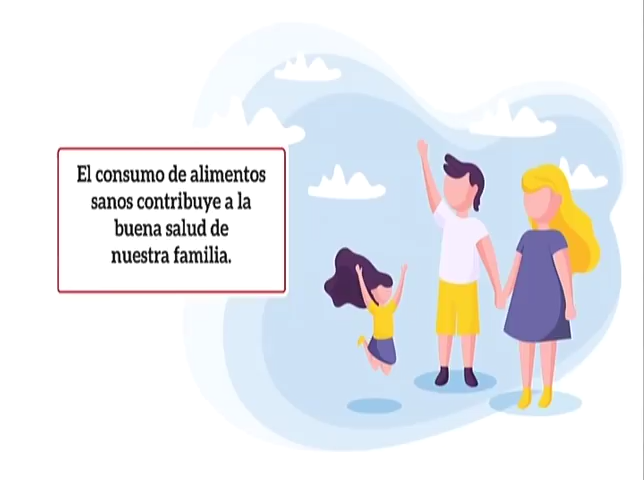 El consumo de alimentos
sanos contribuye a la
buena salud de
nuestra familia.